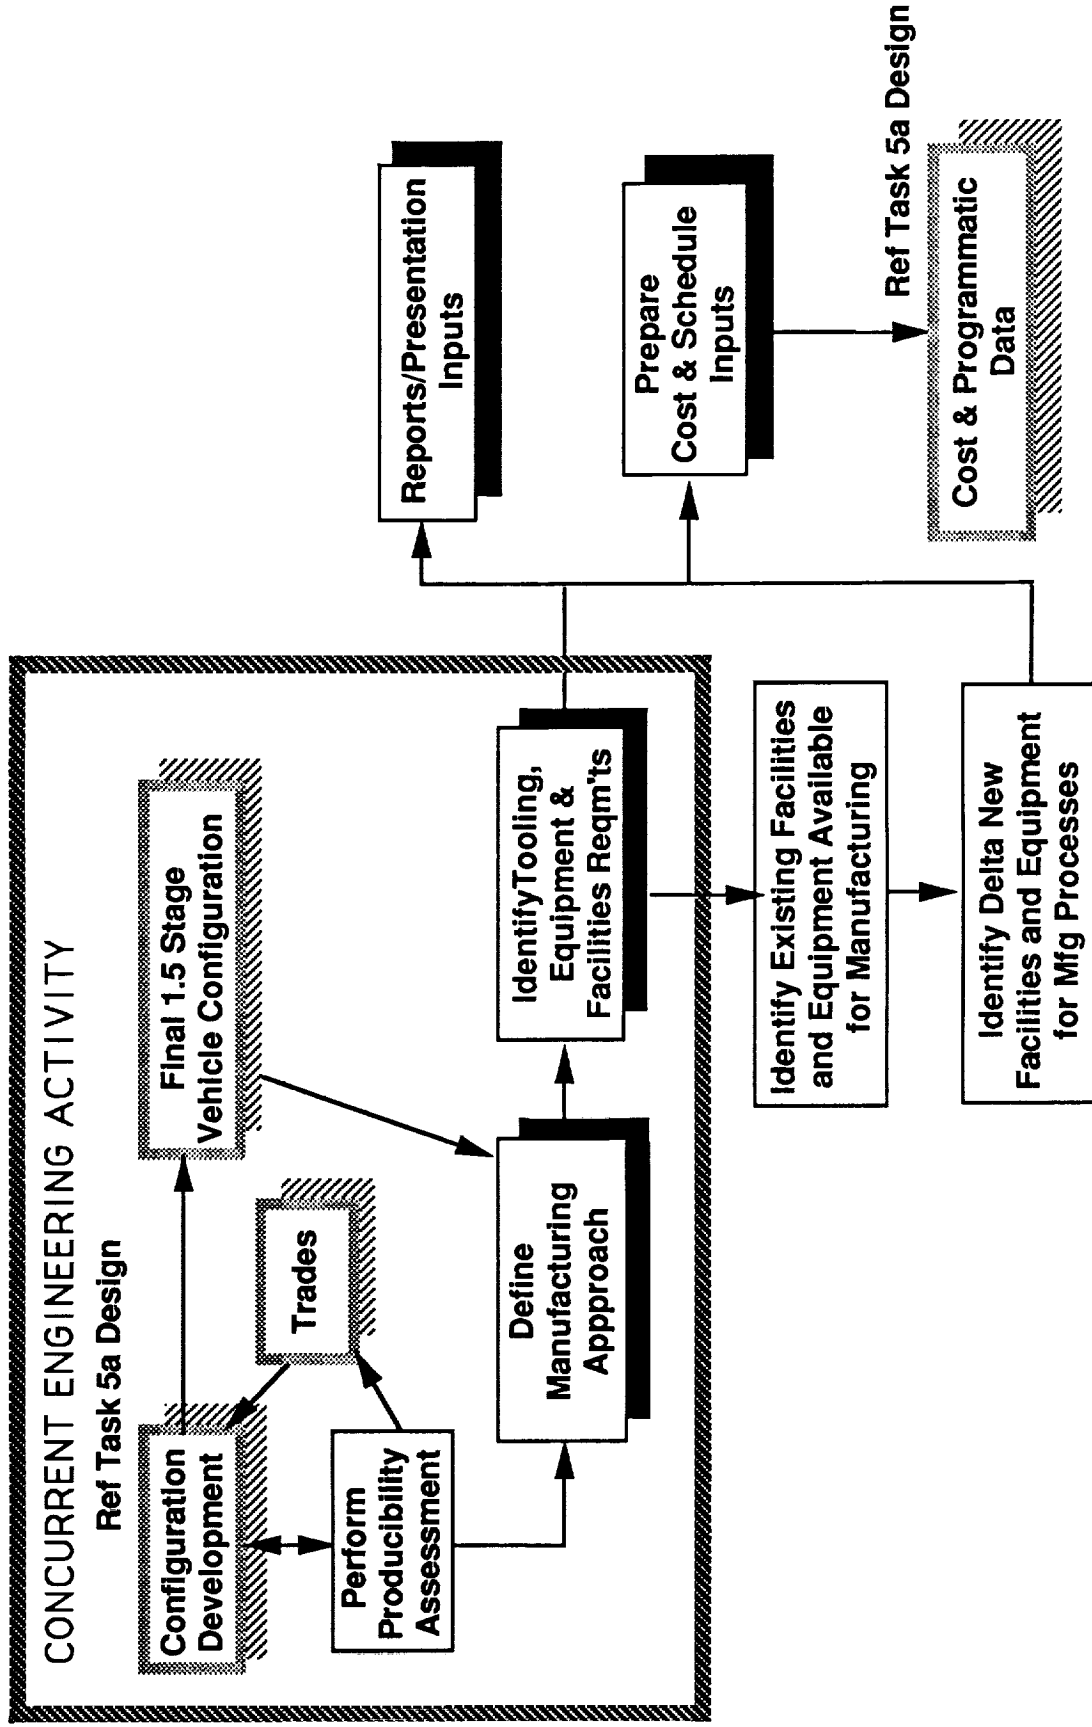 CONCURRENT ENGINEERING ACTIVITY
Ref Task 5a Design
Configuration
Development
Final 1.5 Stage
Vehicle Configuration
Trades
Perform
Producibility
Assessment
Define
Manufacturing
Approach
IdentifyTooling,
Equipment &
Facilities Reqm'ts
Reports/Presentation
Inputs
Prepare
Cost & Schedule
Inputs
Identify Existing Facilities
and Equipment Available
for Manufacturing
Identify Delta New
Facilities and Equipment
for Mfg Processes
Ref Task 5a Design
Cost & Programmatic
Data